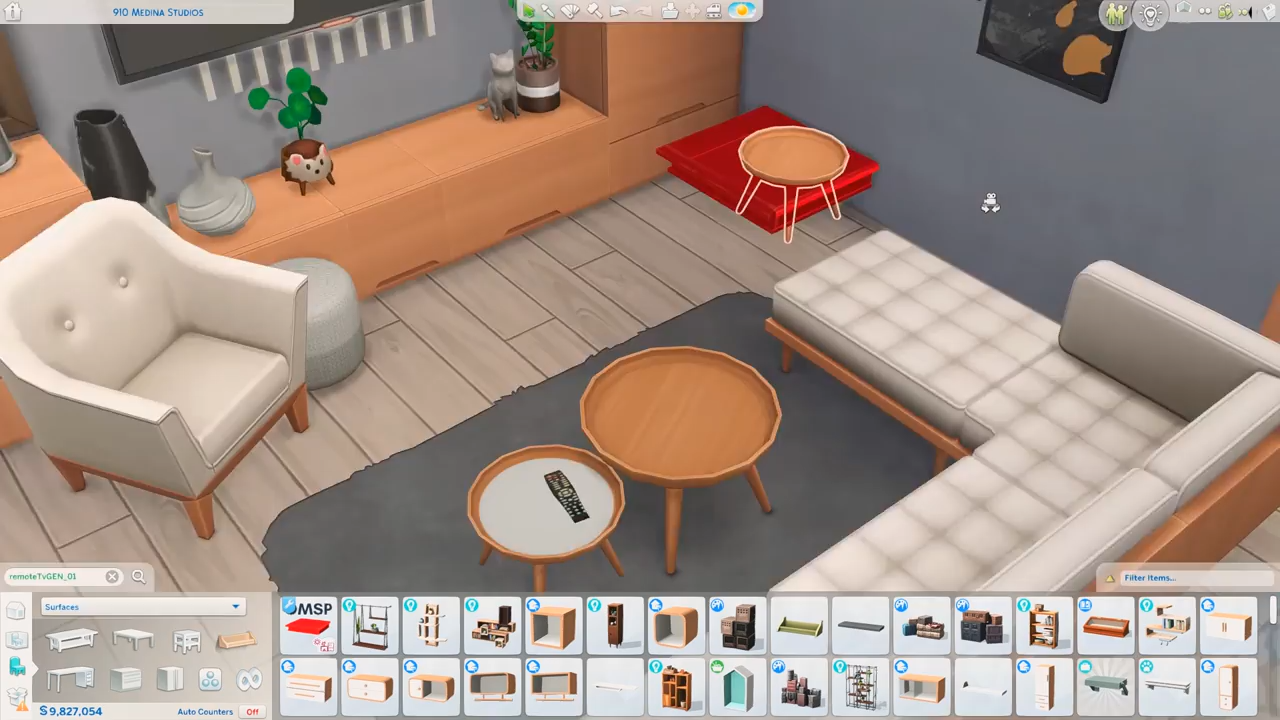 910 MEDINA STUDIOS
remoteTvGEN_01
Filter Items...
Surfaces
MSP
$9,827,054
Auto Counters
Off